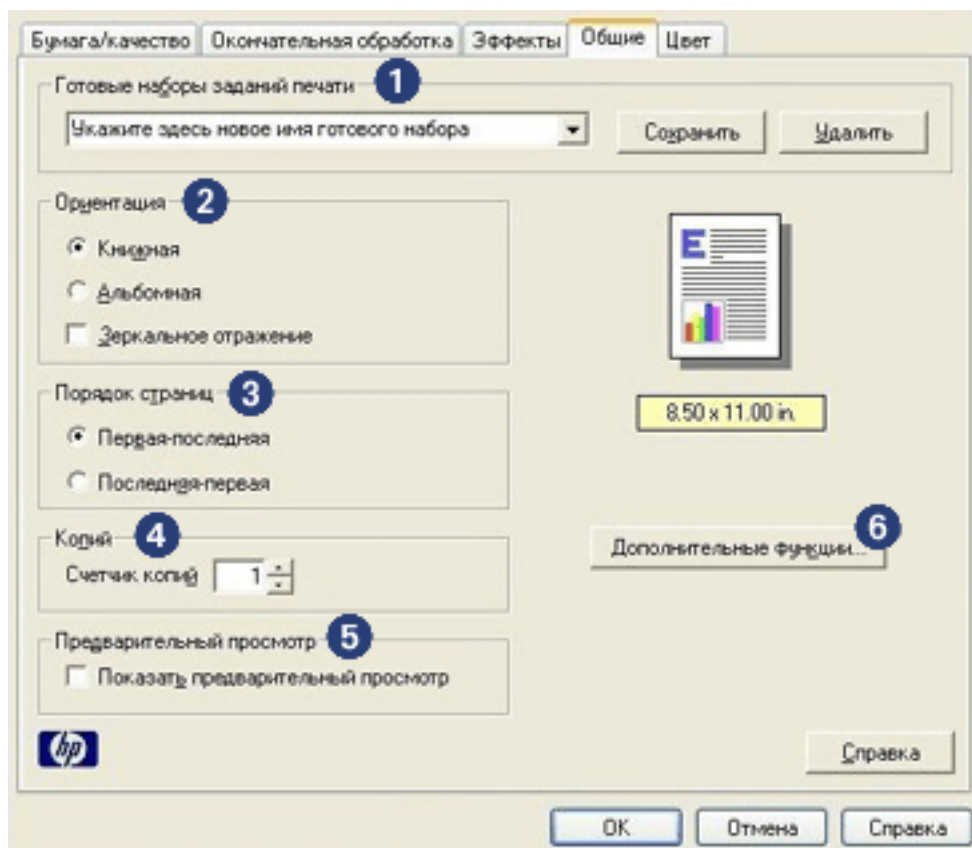 Бумага/качество Окончательная обработка Эффекты Общие Цвет
Готовые наборы заданий печати 1
Укажите здесь новое имя готового набора Сохранить Удалить
Ориентация 2
Книжная
Альбомная
Зеркальное отражение
E
Порядок страниц 3
8.50 x 11.00 in.
Первая-последняя
Последняя-первая
Копий 4
Дополнительные функции... 6
Счетчик копий 1
Предварительный просмотр 5
Показать предварительный просмотр
hp
Справка
OK Отмена Справка